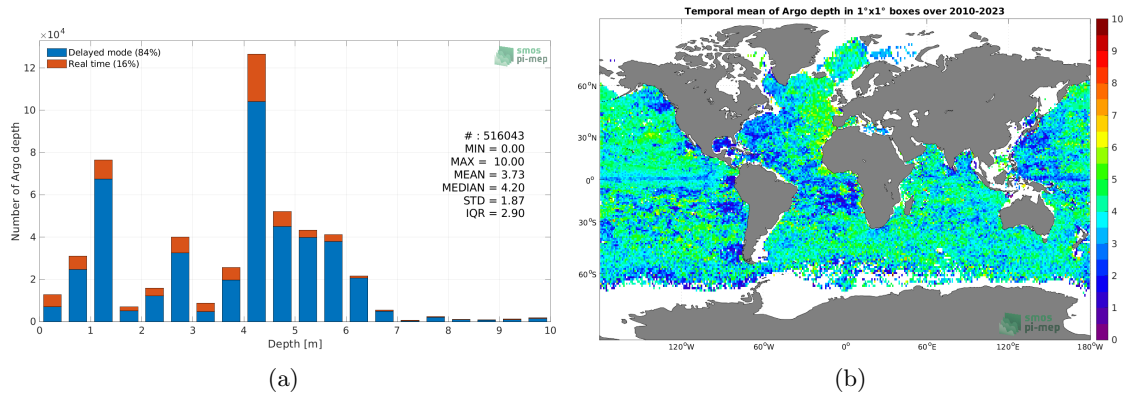 ×10⁴
Delayed mode (84%)
Real time (16%)
smos
pi-mep
12
10
8
6
4
2
0
Number of Argo depth
# : 516043
MIN = 0.00
MAX = 10.00
MEAN = 3.73
MEDIAN = 4.20
STD = 1.87
IQR = 2.90
0 1 2 3 4 5 6 7 8 9 10
Depth [m]
(a)
Temporal mean of Argo depth in 1°x1° boxes over 2010-2023
60°N
30°N
0°
30°S
60°S
120°W 60°W 0° 60°E 120°E 180°W
smos
pi-mep
10
9
8
7
6
5
4
3
2
1
0
(b)